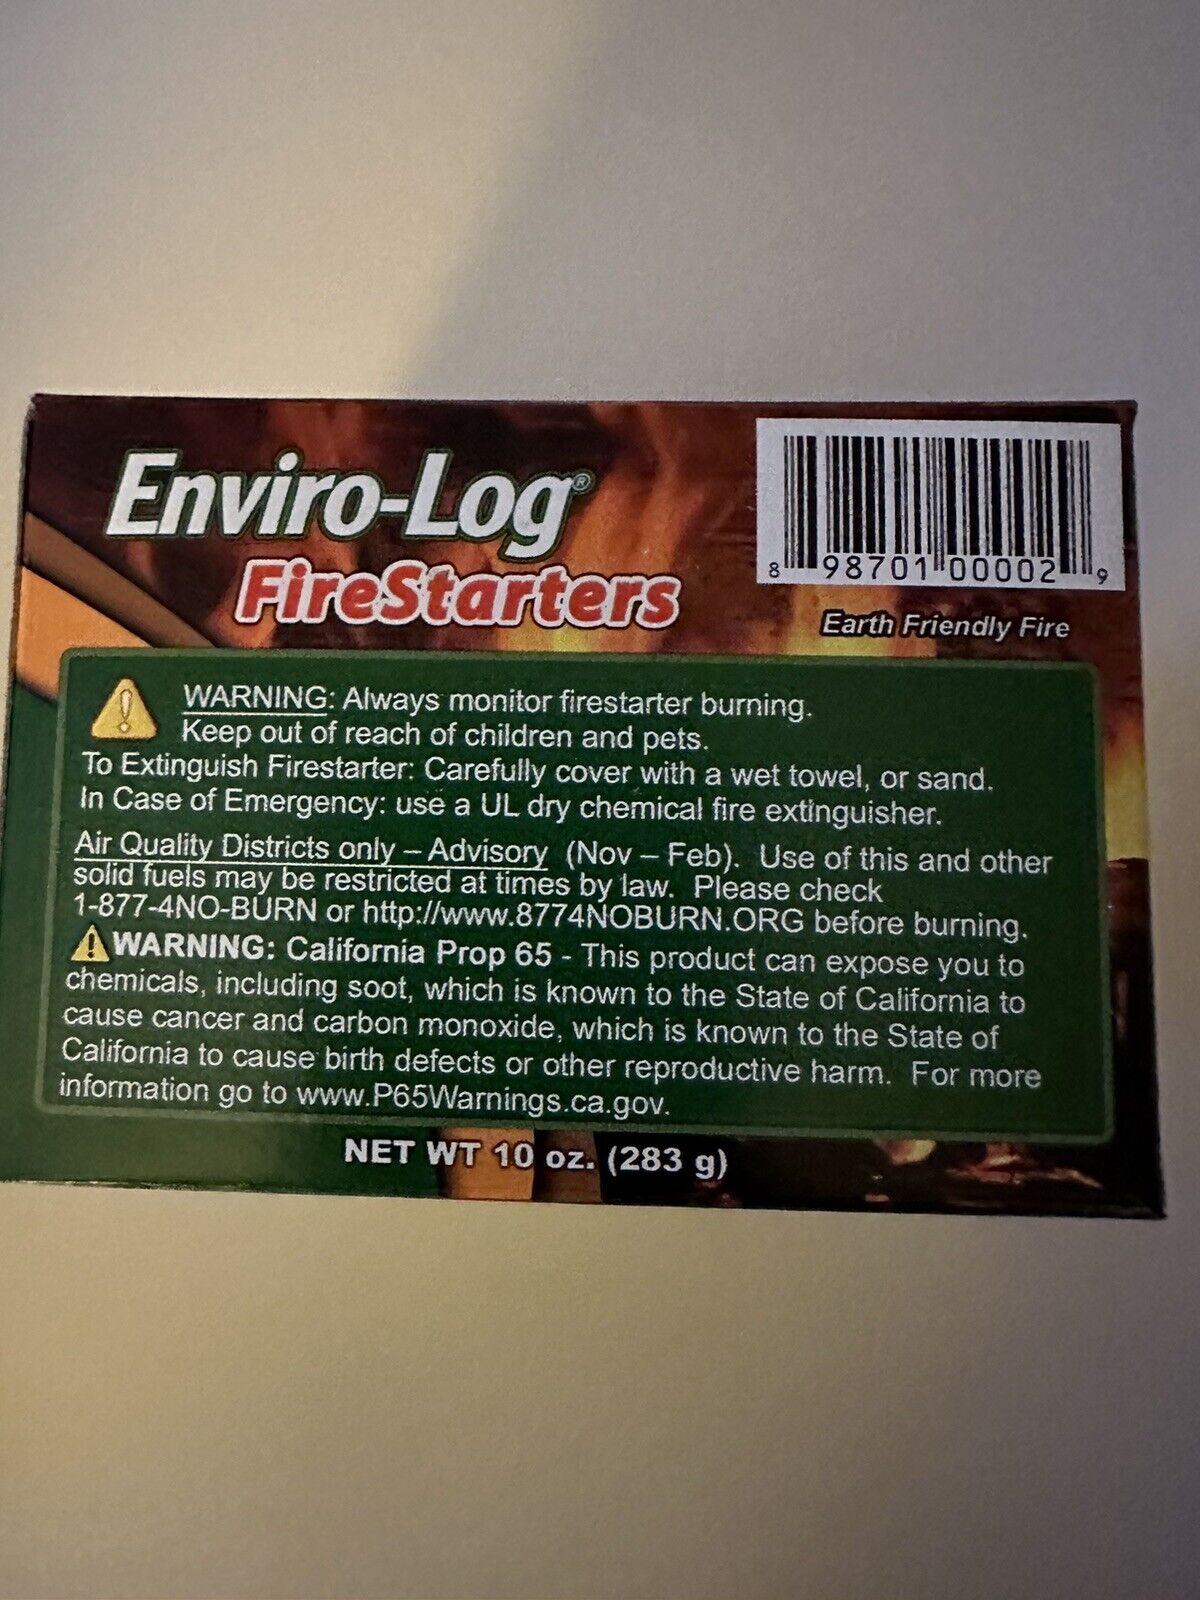 Enviro-Log®
FireStarters
8 98701 00002 9
Earth Friendly Fire
WARNING: Always monitor firestarter burning.
Keep out of reach of children and pets.
To Extinguish Firestarter: Carefully cover with a wet towel, or sand.
In Case of Emergency: use a UL dry chemical fire extinguisher.
Air Quality Districts only – Advisory (Nov – Feb). Use of this and other
solid fuels may be restricted at times by law. Please check
1-877-4NO-BURN or http://www.8774NOBURN.ORG before burning.
WARNING: California Prop 65 - This product can expose you to
chemicals, including soot, which is known to the State of California to
cause cancer and carbon monoxide, which is known to the State of
California to cause birth defects or other reproductive harm. For more
information go to www.P65Warnings.ca.gov.
NET WT 10 oz. (283 g)